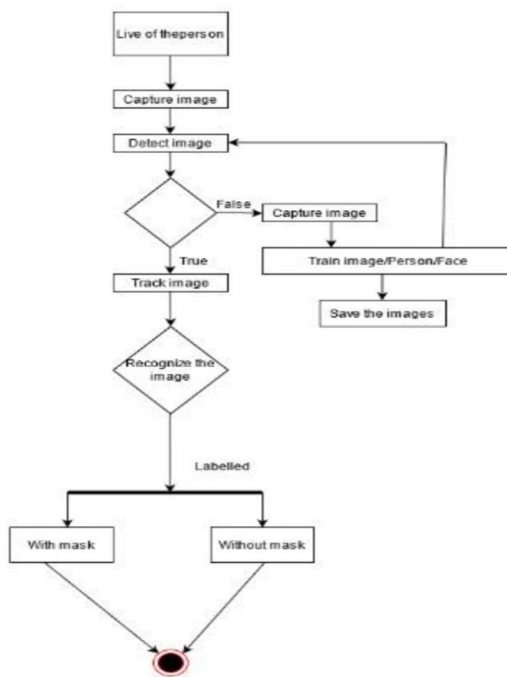 Live of theperson
Capture image
Detect image
False
Capture image
True
Train image/Person/Face
Track image
Save the images
Recognize the
image
Labelled
With mask
Without mask